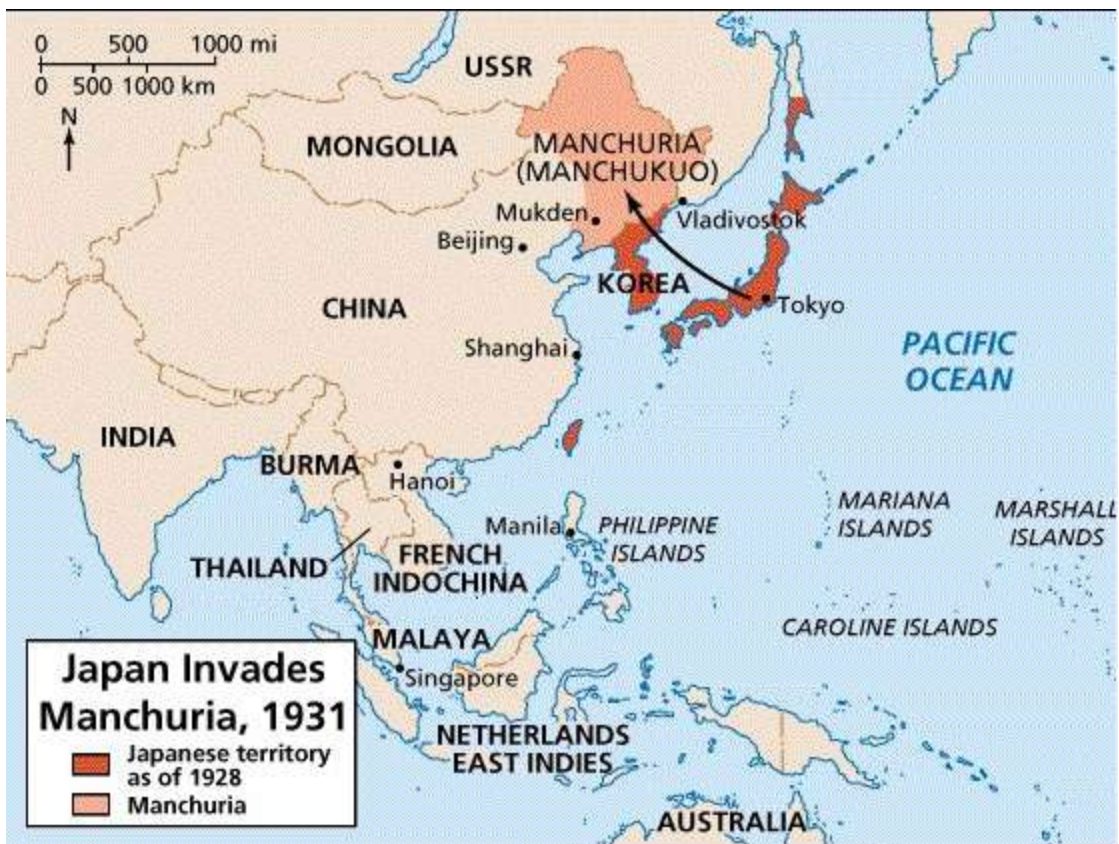 0 500 1000 mi
0 500 1000 km
N
USSR
MONGOLIA
MANCHURIA
(MANCHUKUO)
Mukden
Vladivostok
Beijing
KOREA
CHINA
Tokyo
Shanghai
PACIFIC
OCEAN
INDIA
BURMA
Hanoi
Manila
PHILIPPINE
ISLANDS
MARIANA
ISLANDS
MARSHALL
ISLANDS
THAILAND
FRENCH
INDOCHINA
CAROLINE ISLANDS
MALAYA
Singapore
NETHERLANDS
EAST INDIES
AUSTRALIA
Japan Invades
Manchuria, 1931
Japanese territory
as of 1928
Manchuria